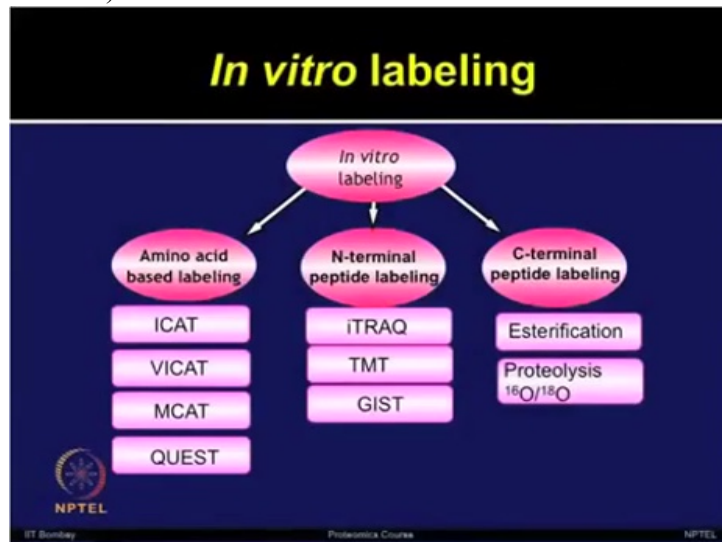 )
In vitro labeling
In vitro
labeling
Amino acid
based labeling
N-terminal
peptide labeling
C-terminal
peptide labeling
ICAT
VICAT
MCAT
QUEST
iTRAQ
TMT
GIST
Esterification
Proteolysis
¹⁶O/¹⁸O
NPTEL
IIT Bombay
Proteomics Course
NPTEL